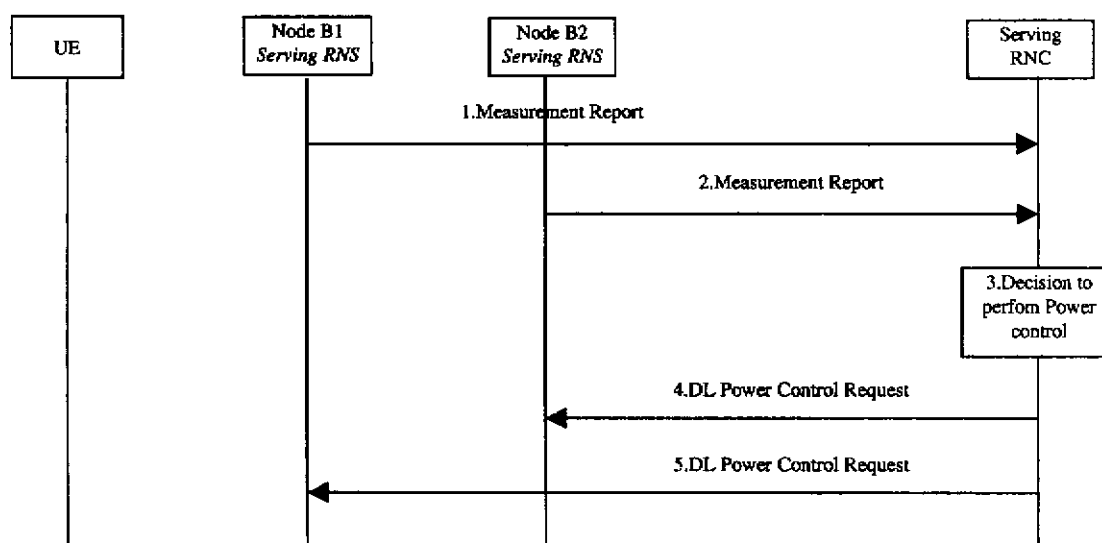 UE
Node B1
Serving RNS
Node B2
Serving RNS
Serving
RNC
1.Measurement Report
2.Measurement Report
3.Decision to
perfom Power
control
4.DL Power Control Request
5.DL Power Control Request